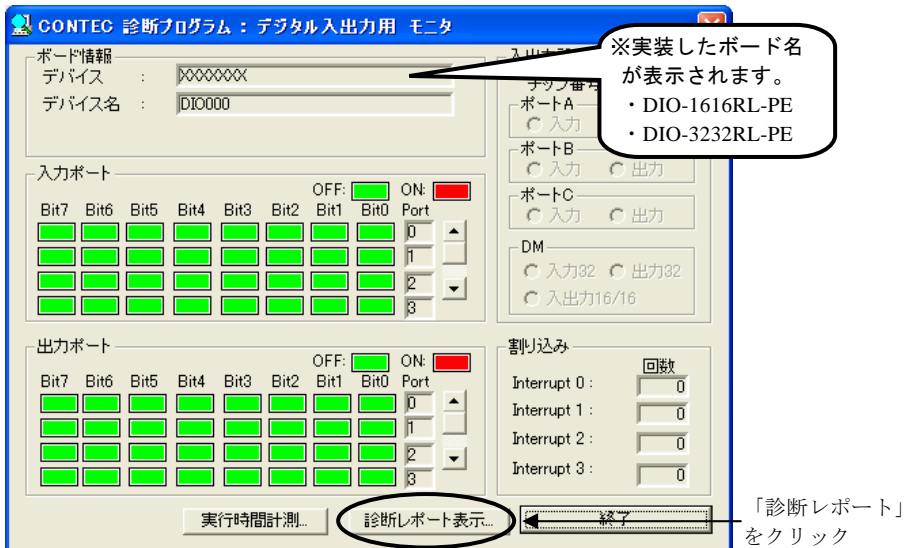 CONTEC 診断プログラム : デジタル入出力用 モニタ
ボード情報
デバイス : XXXXXXX
デバイス名 : DIO000
※実装したボード名
が表示されます。
・DIO-1616RL-PE
・DIO-3232RL-PE
チップ番号
ポートA
入力
ポートB
入力 出力
ポートC
入力 出力
DM
入力32 出力32
入出力16/16
入力ポート
OFF: ON:
Bit7 Bit6 Bit5 Bit4 Bit3 Bit2 Bit1 Bit0 Port
0
1
2
3
出力ポート
OFF: ON:
Bit7 Bit6 Bit5 Bit4 Bit3 Bit2 Bit1 Bit0 Port
0
1
2
3
割り込み
回数
Interrupt 0 : 0
Interrupt 1 : 0
Interrupt 2 : 0
Interrupt 3 : 0
実行時間計測... 診断レポート表示... 終了
「診断レポート」
をクリック